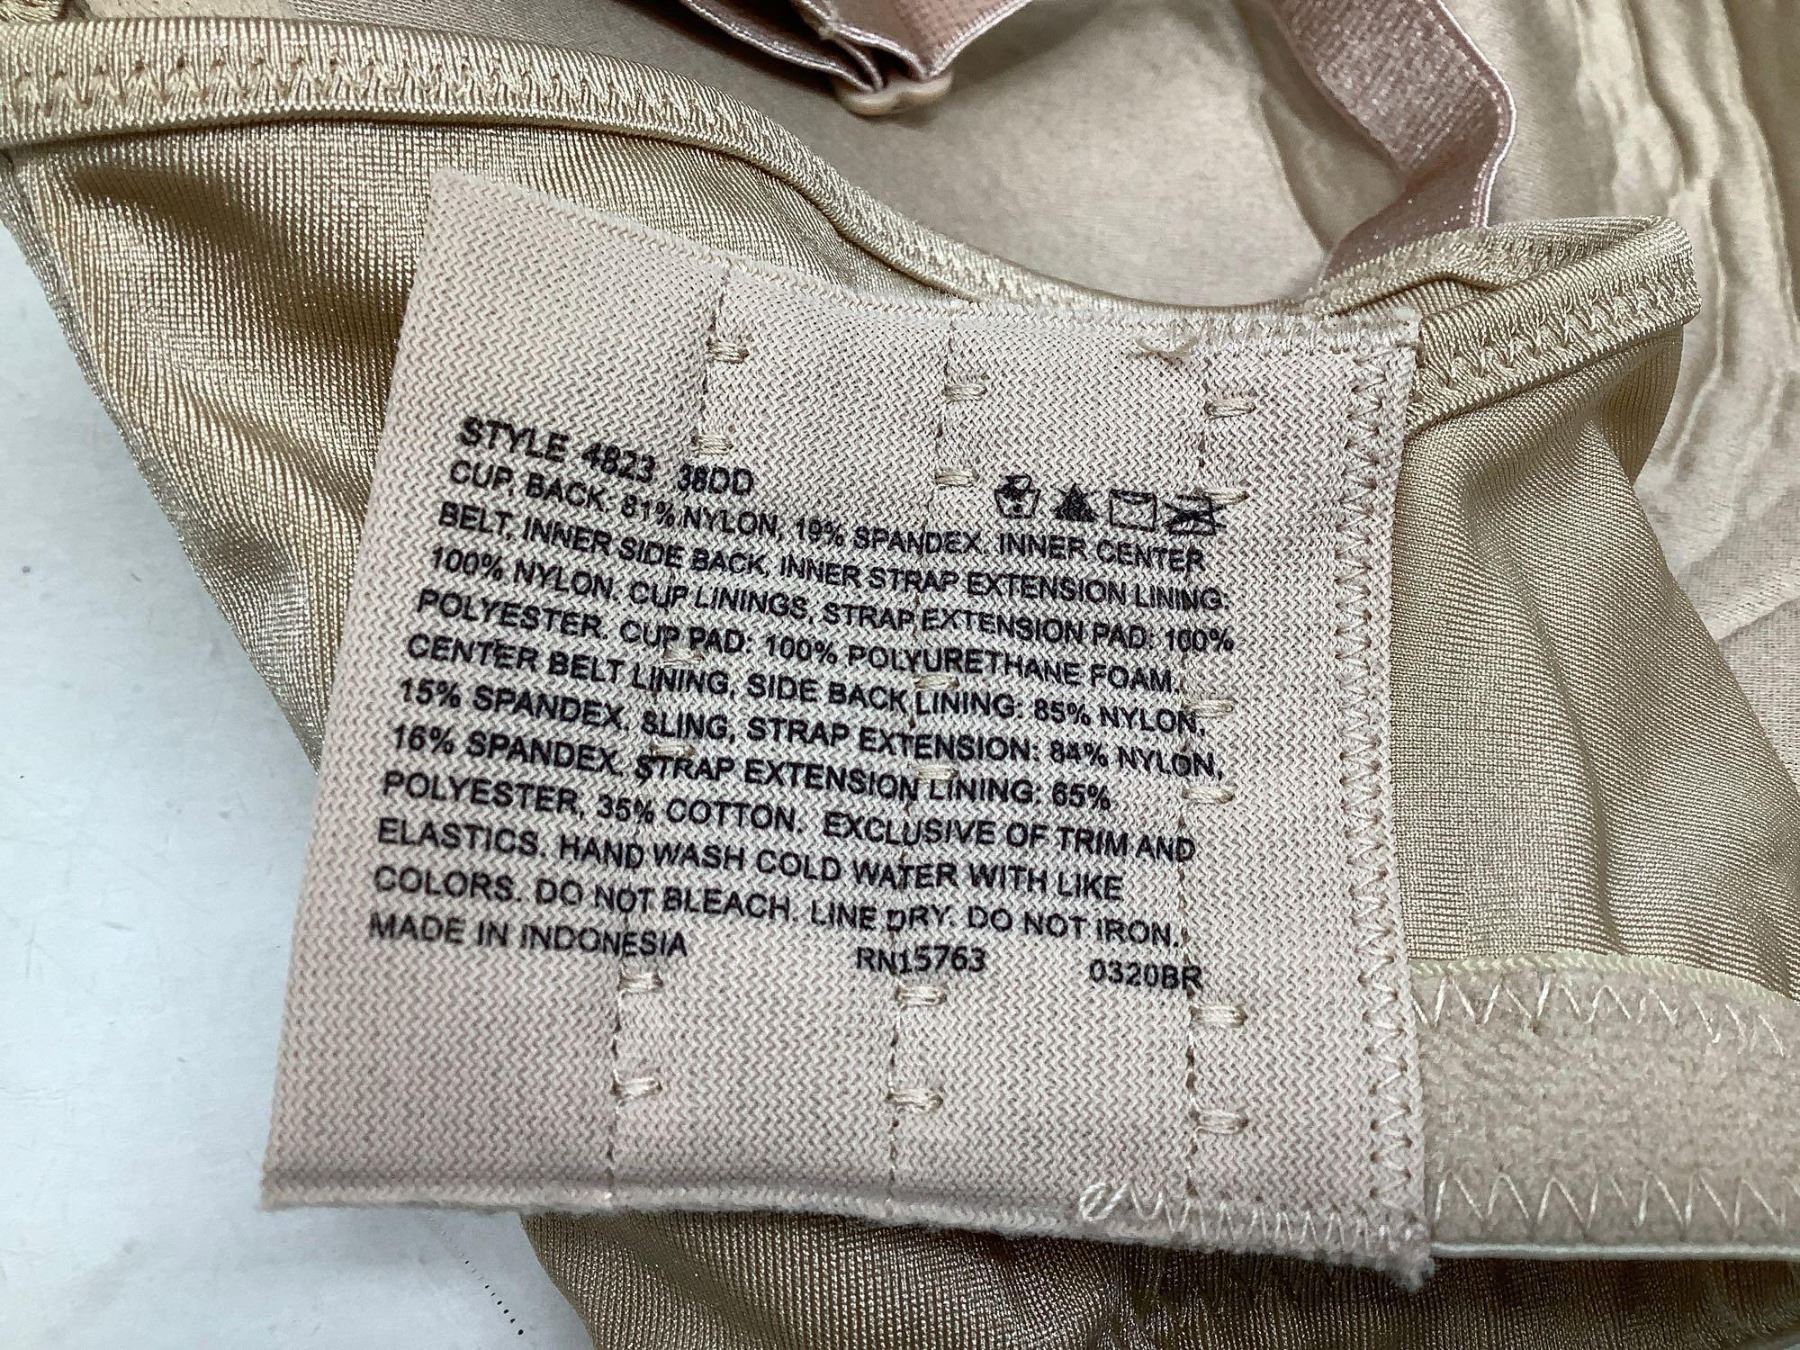 STYLE 4823 38DD
CUP, BACK: 81% NYLON, 19% SPANDEX. INNER CENTER
BELT, INNER SIDE BACK, INNER STRAP EXTENSION LINING:
100% NYLON. CUP LININGS, STRAP EXTENSION PAD: 100%
POLYESTER. CUP PAD: 100% POLYURETHANE FOAM.
CENTER BELT LINING, SIDE BACK LINING: 85% NYLON,
15% SPANDEX. SLING, STRAP EXTENSION: 84% NYLON,
16% SPANDEX. STRAP EXTENSION LINING: 65%
POLYESTER, 35% COTTON. EXCLUSIVE OF TRIM AND
ELASTICS. HAND WASH COLD WATER WITH LIKE
COLORS. DO NOT BLEACH. LINE DRY. DO NOT IRON.
MADE IN INDONESIA RN15763 0320BR